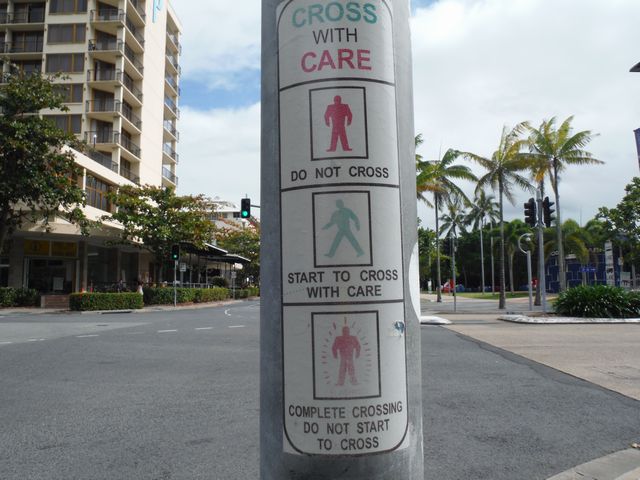 CROSS
WITH
CARE
DO NOT CROSS
START TO CROSS
WITH CARE
COMPLETE CROSSING
DO NOT START
TO CROSS